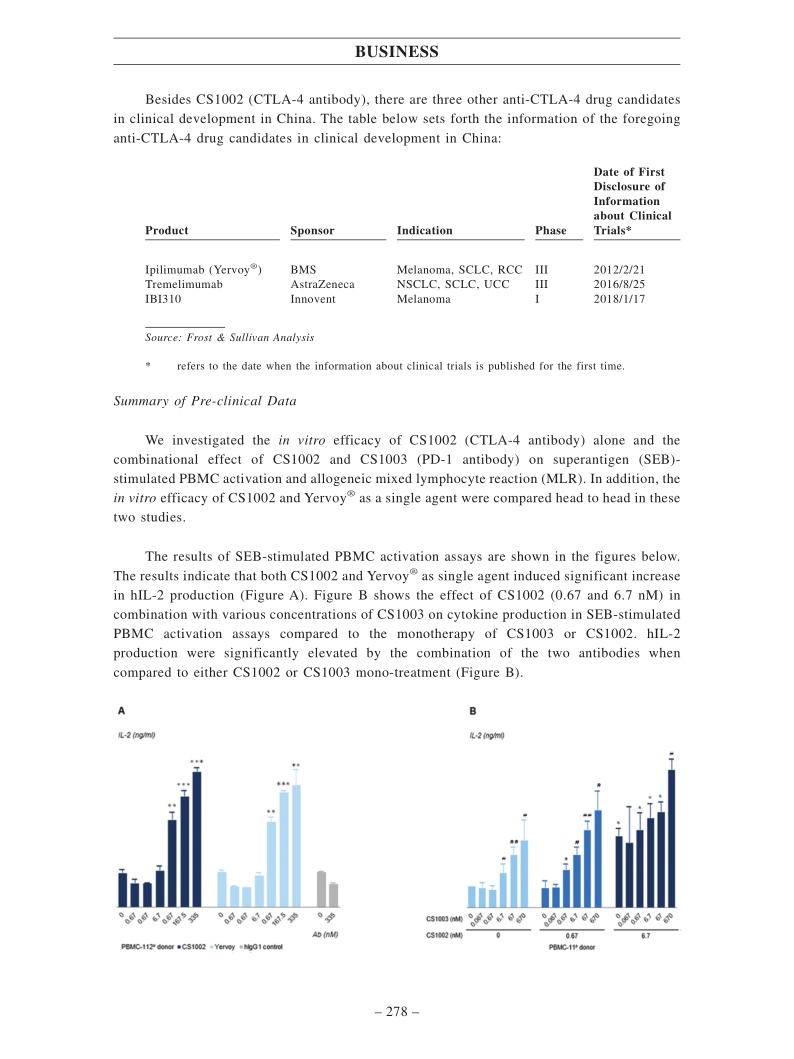 BUSINESS
Besides CS1002 (CTLA-4 antibody), there are three other anti-CTLA-4 drug candidates
in clinical development in China. The table below sets forth the information of the foregoing
anti-CTLA-4 drug candidates in clinical development in China:
Date of First
Disclosure of
Information
about Clinical
Product Sponsor Indication Phase Trials*
Ipilimumab (Yervoy®) BMS Melanoma, SCLC, RCC III 2012/2/21
Tremelimumab AstraZeneca NSCLC, SCLC, UCC III 2016/8/25
IBI310 Innovent Melanoma I 2018/1/17
Source: Frost & Sullivan Analysis
* refers to the date when the information about clinical trials is published for the first time.
Summary of Pre-clinical Data
We investigated the in vitro efficacy of CS1002 (CTLA-4 antibody) alone and the
combinational effect of CS1002 and CS1003 (PD-1 antibody) on superantigen (SEB)-
stimulated PBMC activation and allogeneic mixed lymphocyte reaction (MLR). In addition, the
in vitro efficacy of CS1002 and Yervoy® as a single agent were compared head to head in these
two studies.
The results of SEB-stimulated PBMC activation assays are shown in the figures below.
The results indicate that both CS1002 and Yervoy® as single agent induced significant increase
in hIL-2 production (Figure A). Figure B shows the effect of CS1002 (0.67 and 6.7 nM) in
combination with various concentrations of CS1003 on cytokine production in SEB-stimulated
PBMC activation assays compared to the monotherapy of CS1003 or CS1002. hIL-2
production were significantly elevated by the combination of the two antibodies when
compared to either CS1002 or CS1003 mono-treatment (Figure B).
A B
IL-2 (ng/ml) IL-2 (ng/ml)
** *** *** ** *** **
# ## # * # ## # * * * * #
0 0.67 0.67 6.7 0.67 167.5 335 0 0.67 0.67 6.7 0.67 167.5 335 0 335
Ab (nM)
PBMC-112# donor CS1002 Yervoy hIgG1 control
CS1003 (nM) 0 0.067 0.67 6.7 67 670 0 0.067 0.67 6.7 67 670 0 0.067 0.67 6.7 67 670
CS1002 (nM) 0 0.67 6.7
PBMC-11# donor
– 278 –